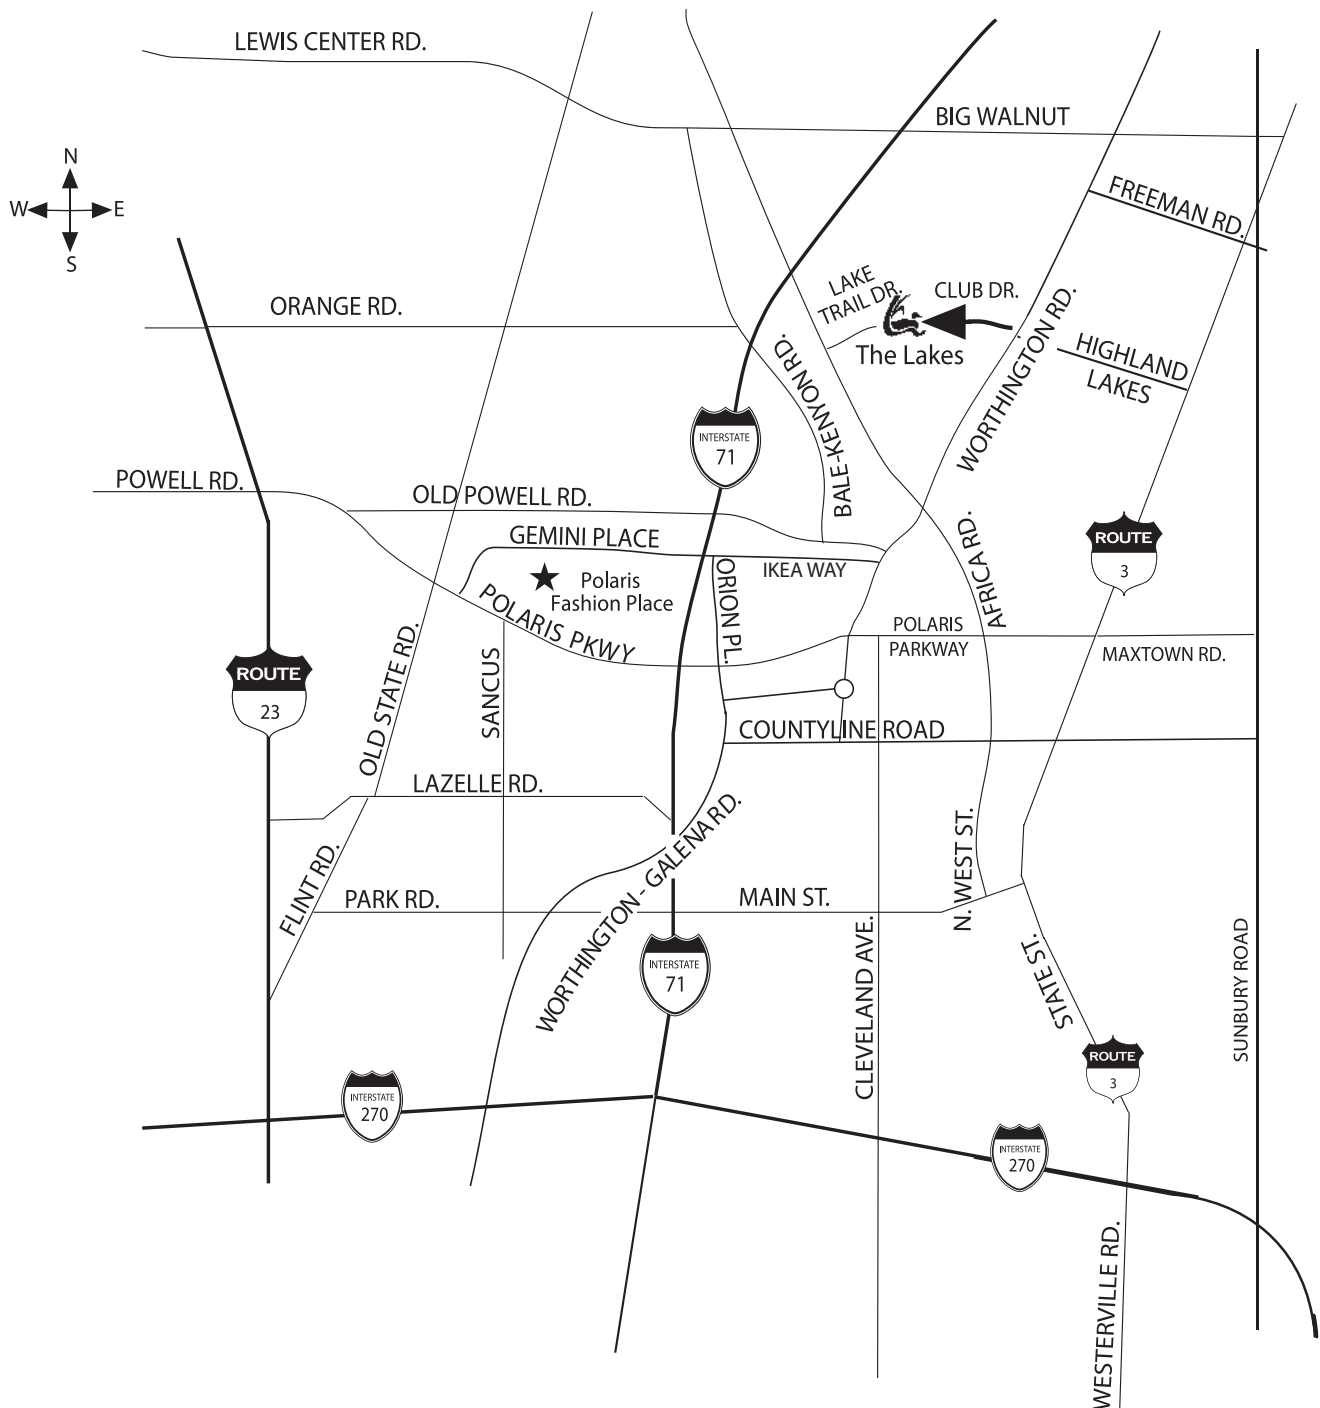 LEWIS CENTER RD.
BIG WALNUT
N
W
E
S
FREEMAN RD.
LAKE
TRAIL DR.
CLUB DR.
The Lakes
ORANGE RD.
HIGHLAND
LAKES
WORTHINGTON RD.
BALE-KENYON RD.
INTERSTATE
71
POWELL RD.
OLD POWELL RD.
GEMINI PLACE
IKEA WAY
Polaris
Fashion Place
ORION PL.
AFRICA RD.
ROUTE
3
POLARIS PKWY
POLARIS
PARKWAY
MAXTOWN RD.
ROUTE
23
OLD STATE RD.
SANCUS
COUNTYLINE ROAD
LAZELLE RD.
WORTHINGTON - GALENA RD.
FLINT RD.
PARK RD.
MAIN ST.
N. WEST ST.
CLEVELAND AVE.
STATE ST.
SUNBURY ROAD
INTERSTATE
71
ROUTE
3
INTERSTATE
270
INTERSTATE
270
WESTERVILLE RD.